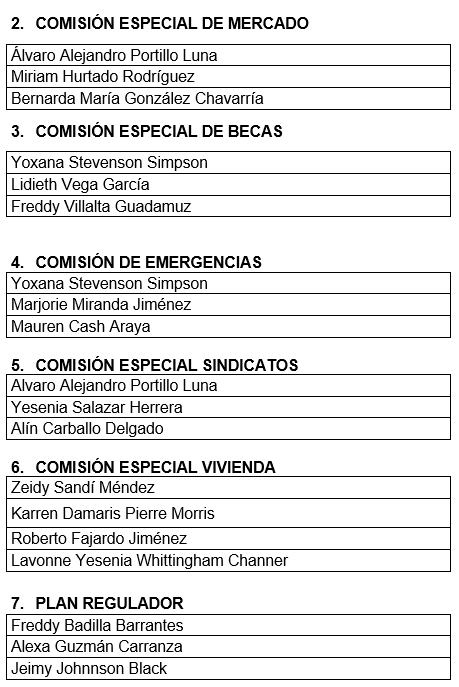 2. COMISIÓN ESPECIAL DE MERCADO
Álvaro Alejandro Portillo Luna
Miriam Hurtado Rodríguez
Bernarda María González Chavarría
3. COMISIÓN ESPECIAL DE BECAS
Yoxana Stevenson Simpson
Lidieth Vega García
Freddy Villalta Guadamuz
4. COMISIÓN DE EMERGENCIAS
Yoxana Stevenson Simpson
Marjorie Miranda Jiménez
Mauren Cash Araya
5. COMISIÓN ESPECIAL SINDICATOS
Alvaro Alejandro Portillo Luna
Yesenia Salazar Herrera
Alín Carballo Delgado
6. COMISIÓN ESPECIAL VIVIENDA
Zeidy Sandí Méndez
Karren Damaris Pierre Morris
Roberto Fajardo Jiménez
Lavonne Yesenia Whittingham Channer
7. PLAN REGULADOR
Freddy Badilla Barrantes
Alexa Guzmán Carranza
Jeimy Johnnson Black